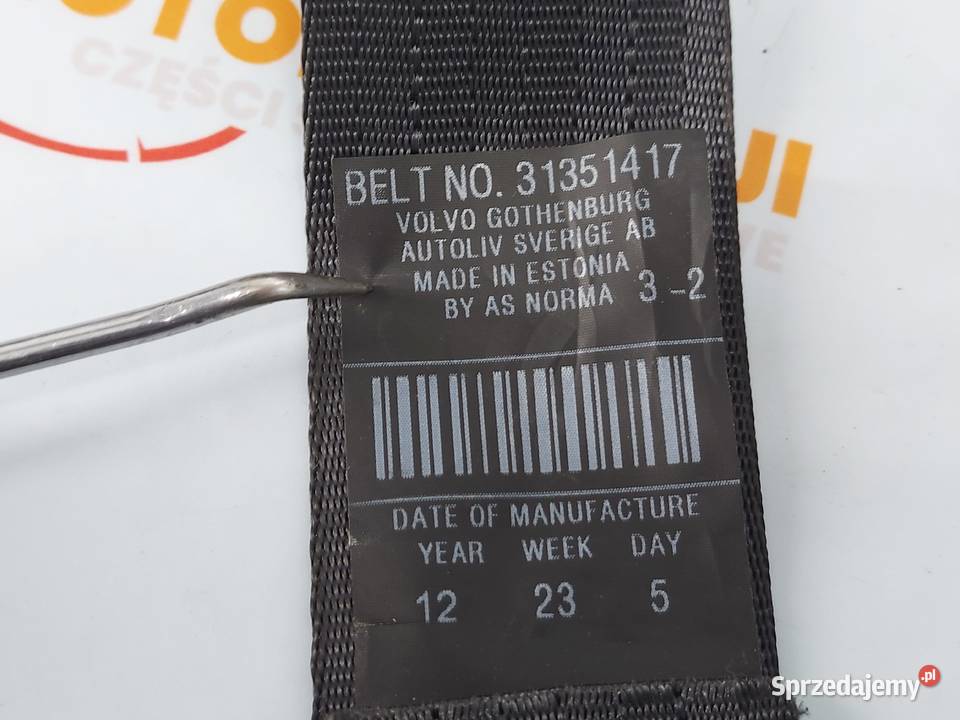 CZĘŚCI
BELT NO. 31351417
VOLVO GOTHENBURG
AUTOLIV SVERIGE AB
MADE IN ESTONIA
BY AS NORMA 3-2
DATE OF MANUFACTURE
YEAR WEEK DAY
12 23 5
Sprzedajemy.pl